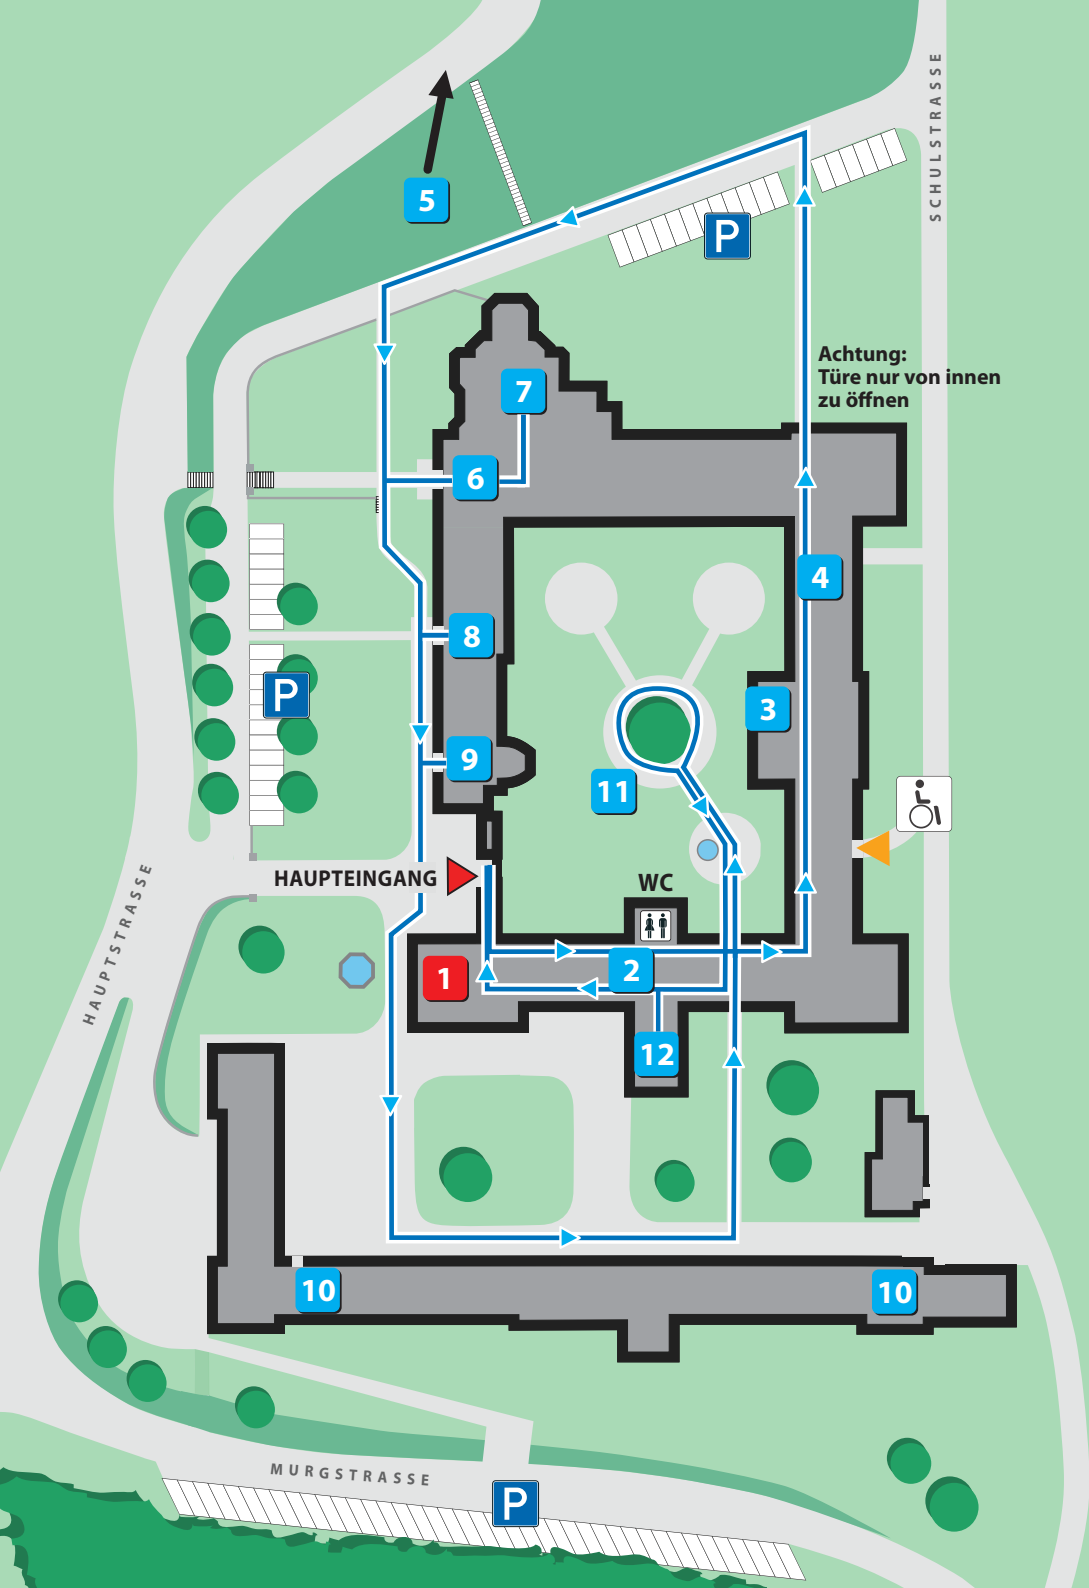 SCHULSTRASSE
5
P
Achtung:
Türe nur von innen
zu öffnen
7
6
4
8
P
3
9
11
HAUPTEINGANG
WC
HAUPTSTRASSE
1
2
12
10
10
MURGSTRASSE
P